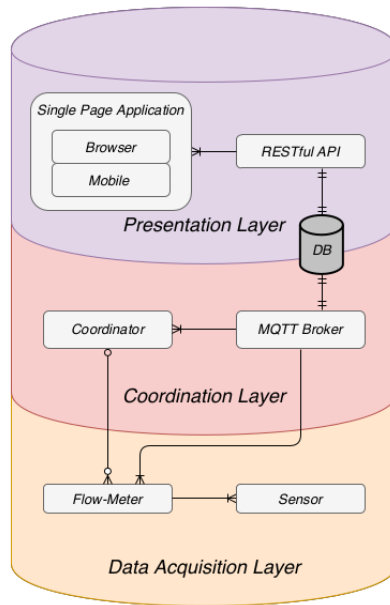 Single Page Application
Browser
Mobile
RESTful API
Presentation Layer
DB
Coordinator
MQTT Broker
Coordination Layer
Flow-Meter
Sensor
Data Acquisition Layer